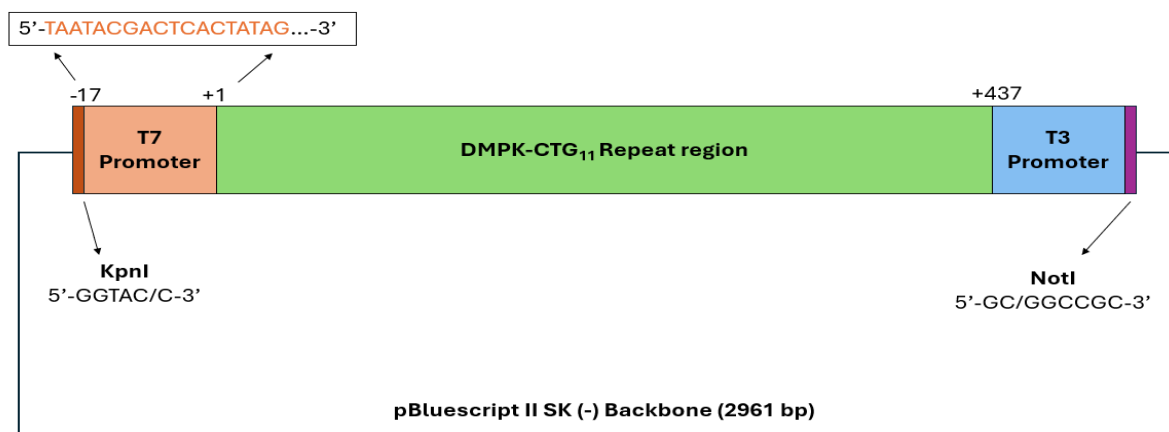 5’-TAATACGACTCACTATAG...-3’
-17
+1
+437
T7
Promoter
DMPK-CTG₁₁ Repeat region
T3
Promoter
KpnI
5’-GGTAC/C-3’
NotI
5’-GC/GGCCGC-3’
pBluescript II SK (-) Backbone (2961 bp)